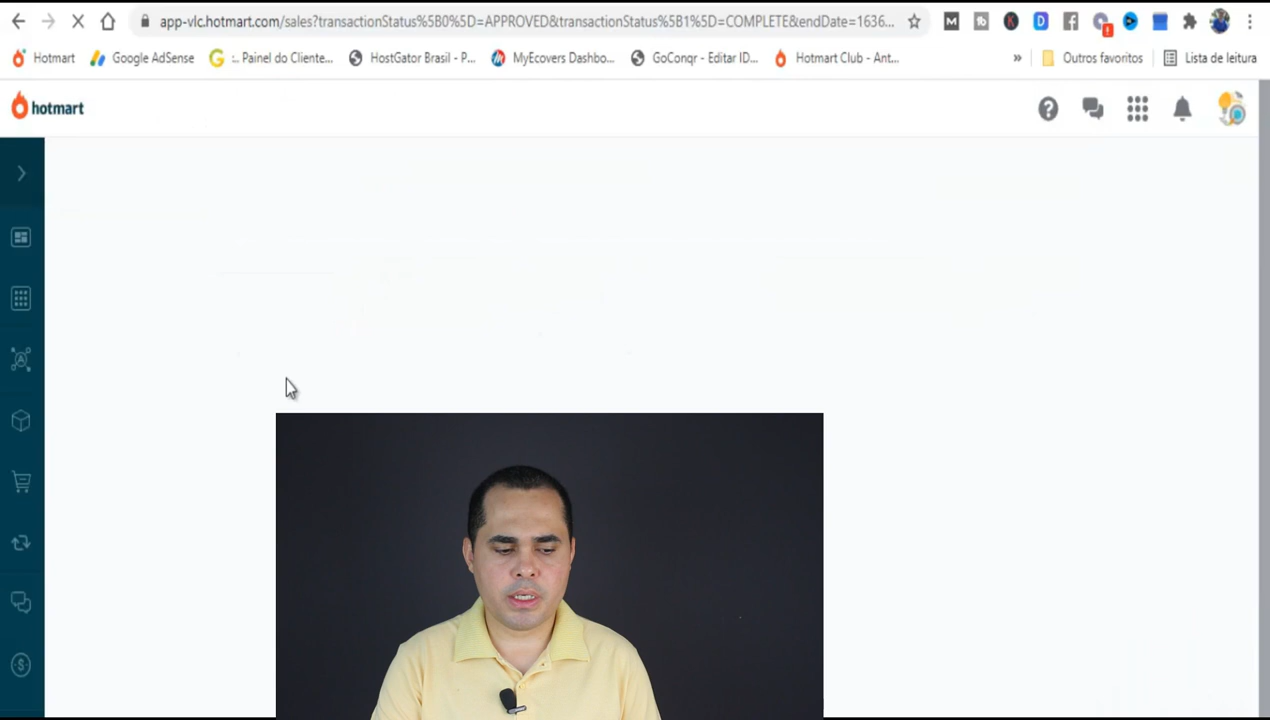 app-vlc.hotmart.com/sales?transactionStatus%5B0%5D=APPROVED&transactionStatus%5B1%5D=COMPLETE&endDate=1636...
Hotmart Google AdSense :. Painel do Cliente... HostGator Brasil - P... MyEcovers Dashbo... GoConqr - Editar ID... Hotmart Club - Ant... » Outros favoritos Lista de leitura
hotmart